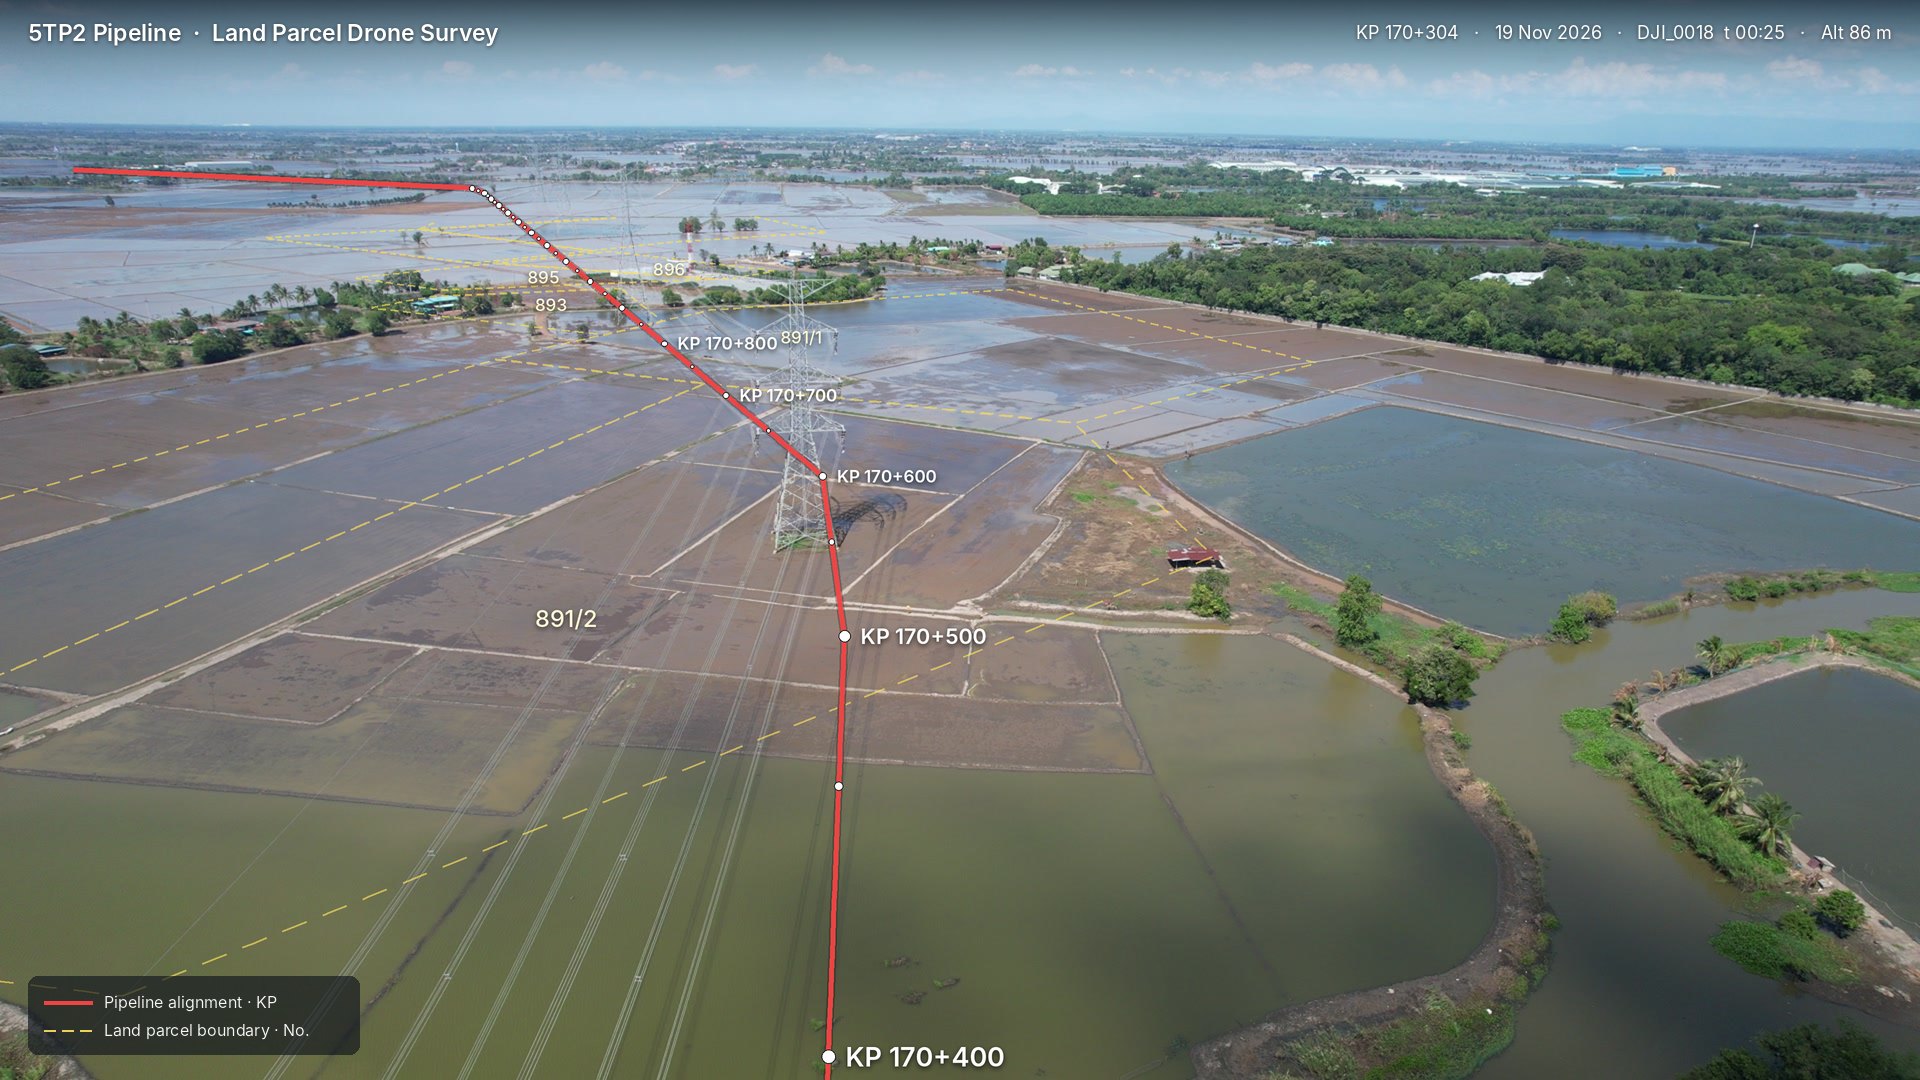 5TP2 Pipeline · Land Parcel Drone Survey
KP 170+304 · 19 Nov 2026 · DJI_0018 t 00:25 · Alt 86 m
896
895
893
891/1
KP 170+800
KP 170+700
KP 170+600
891/2
KP 170+500
KP 170+400
Pipeline alignment · KP
Land parcel boundary · No.